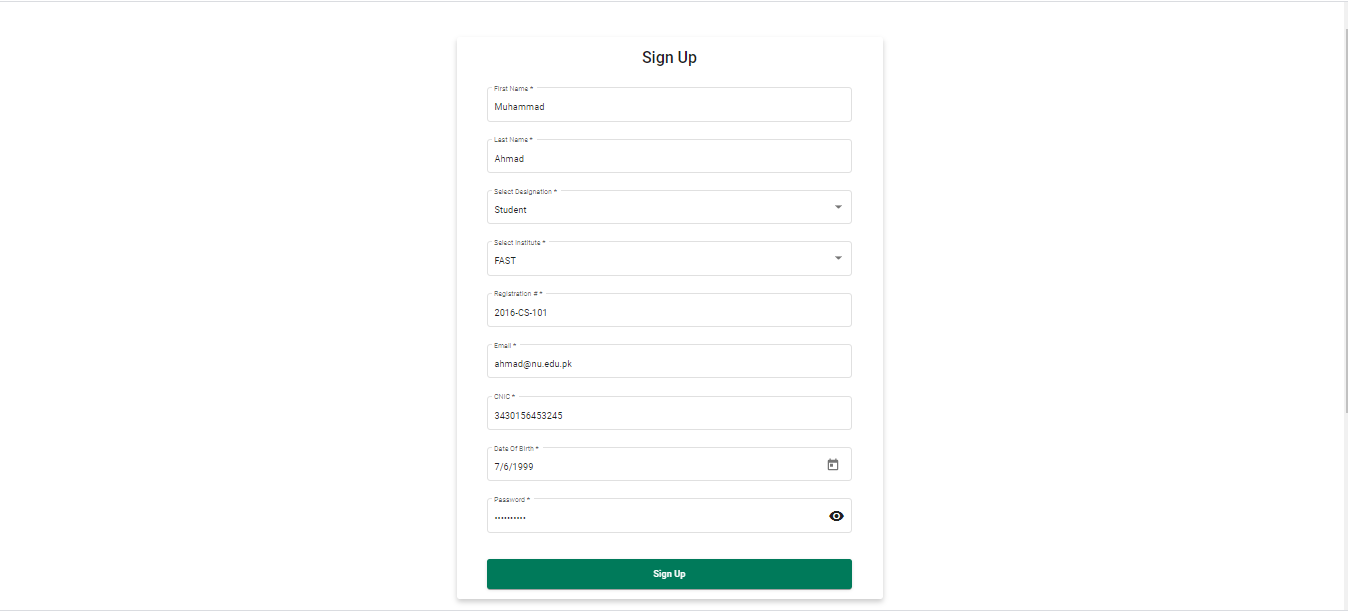 Sign Up
First Name *
Muhammad
Last Name *
Ahmad
Select Designation *
Student
Select Institute *
FAST
Registration # *
2016-CS-101
Email *
ahmad@nu.edu.pk
CNIC *
3430156453245
Date Of Birth *
7/6/1999
Password *
••••••••••
Sign Up